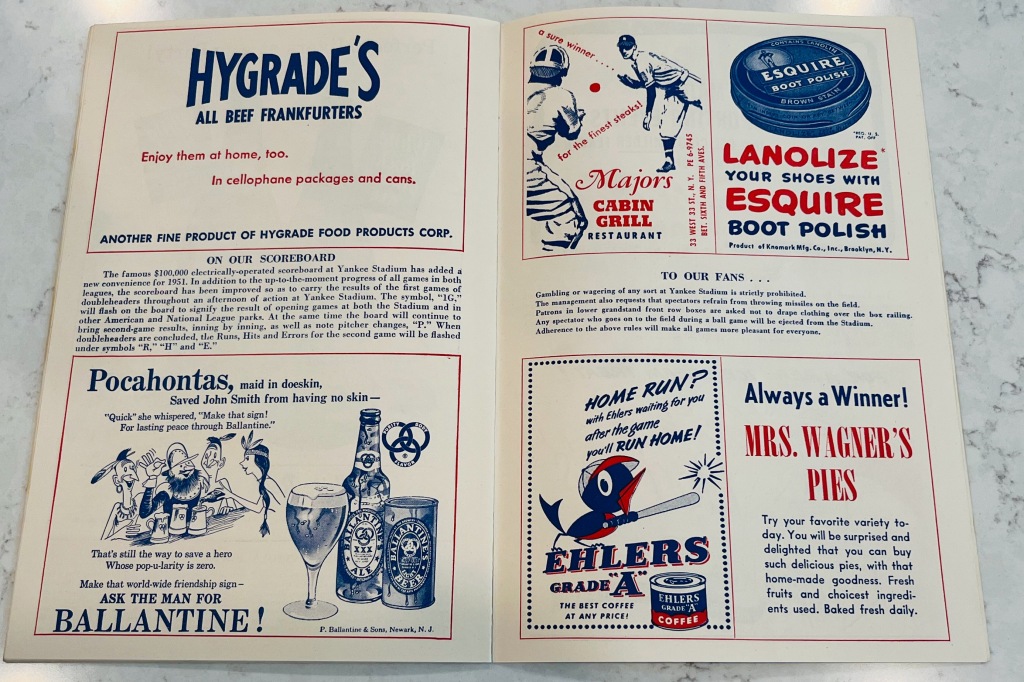 HYGRADE'S
ALL BEEF FRANKFURTERS
Enjoy them at home, too.
In cellophane packages and cans.
ANOTHER FINE PRODUCT OF HYGRADE FOOD PRODUCTS CORP.
ON OUR SCOREBOARD
The famous $100,000 electrically-operated scoreboard at Yankee Stadium has added a
new convenience for 1951. In addition to the up-to-the-moment progress of all games in both
leagues, the scoreboard has been improved so as to carry the results of the first games of
doubleheaders throughout an afternoon of action at Yankee Stadium. The symbol, "1G,"
will flash on the board to signify the result of opening games at both the Stadium and in
other American and National League parks. At the same time the board will continue to
bring second-game results, inning by inning, as well as note pitcher changes, "P." When
doubleheaders are concluded, the Runs, Hits and Errors for the second game will be flashed
under symbols "R," "H" and "E."
Pocahontas, maid in doeskin,
Saved John Smith from having no skin—
"Quick" she whispered, "Make that sign!
For lasting peace through Ballantine."
PURITY
BODY
FLAVOR
BALLANTINE
XXX
ALE
BALLANTINE
BEER
That's still the way to save a hero
Whose pop-u-larity is zero.
Make that world-wide friendship sign—
ASK THE MAN FOR
BALLANTINE!
P. Ballantine & Sons, Newark, N. J.
a sure winner.....
for the finest steaks!
Majors
CABIN
GRILL
RESTAURANT
33 WEST 33 ST., N. Y. PE 6-9745
BET. SIXTH AND FIFTH AVES.
CONTAINS LANOLIN
ESQUIRE
BOOT POLISH
BROWN STAIN
*REG. U. S.
PAT. OFF.
LANOLIZE*
YOUR SHOES WITH
ESQUIRE
BOOT POLISH
Product of Knomark Mfg. Co., Inc., Brooklyn, N. Y.
TO OUR FANS . . .
Gambling or wagering of any sort at Yankee Stadium is strictly prohibited.
The management also requests that spectators refrain from throwing missiles on the field.
Patrons in lower grandstand front row boxes are asked not to drape clothing over the box railing.
Any spectator who goes on to the field during a ball game will be ejected from the Stadium.
Adherence to the above rules will make all games more pleasant for everyone.
HOME RUN?
with Ehlers waiting for you
after the game
you'll RUN HOME!
EHLERS
GRADE "A"
THE BEST COFFEE
AT ANY PRICE!
EHLERS
GRADE "A"
COFFEE
Always a Winner!
MRS. WAGNER'S
PIES
Try your favorite variety to-
day. You will be surprised and
delighted that you can buy
such delicious pies, with that
home-made goodness. Fresh
fruits and choicest ingredi-
ents used. Baked fresh daily.